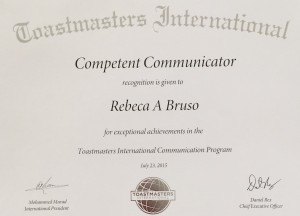 Toastmasters International
Competent Communicator
recognition is given to
Rebeca A Bruso
for exceptional achievements in the
Toastmasters International Communication Program
July 23, 2015
Mohammed Murad
International President
TOASTMASTERS
INTERNATIONAL
Daniel Rex
Chief Executive Officer